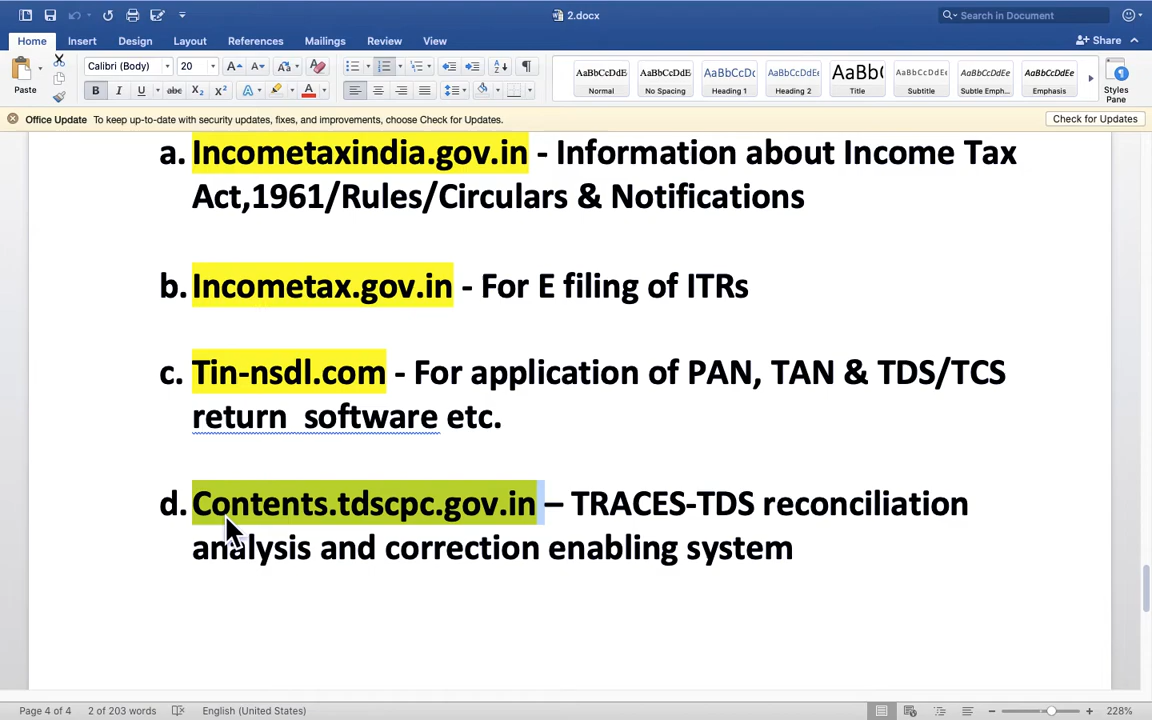 2.docx
Search in Document
Home Insert Design Layout References Mailings Review View
Share
Paste
Calibri (Body) 20
AaBbCcDdE AaBbCcDdE AaBbCcDc AaBbCcDdEe AaBb( AaBbCcDdE AaBbCcDdE AaBbCcDdE
Normal No Spacing Heading 1 Heading 2 Title Subtitle Subtle Emph... Emphasis
Styles
Pane
Office Update To keep up-to-date with security updates, fixes, and improvements, choose Check for Updates.
Check for Updates
a. Incometaxindia.gov.in - Information about Income Tax
Act,1961/Rules/Circulars & Notifications
b. Incometax.gov.in - For E filing of ITRs
c. Tin-nsdl.com - For application of PAN, TAN & TDS/TCS
return software etc.
d. Contents.tdscpc.gov.in – TRACES-TDS reconciliation
analysis and correction enabling system
Page 4 of 4 2 of 203 words English (United States) 228%